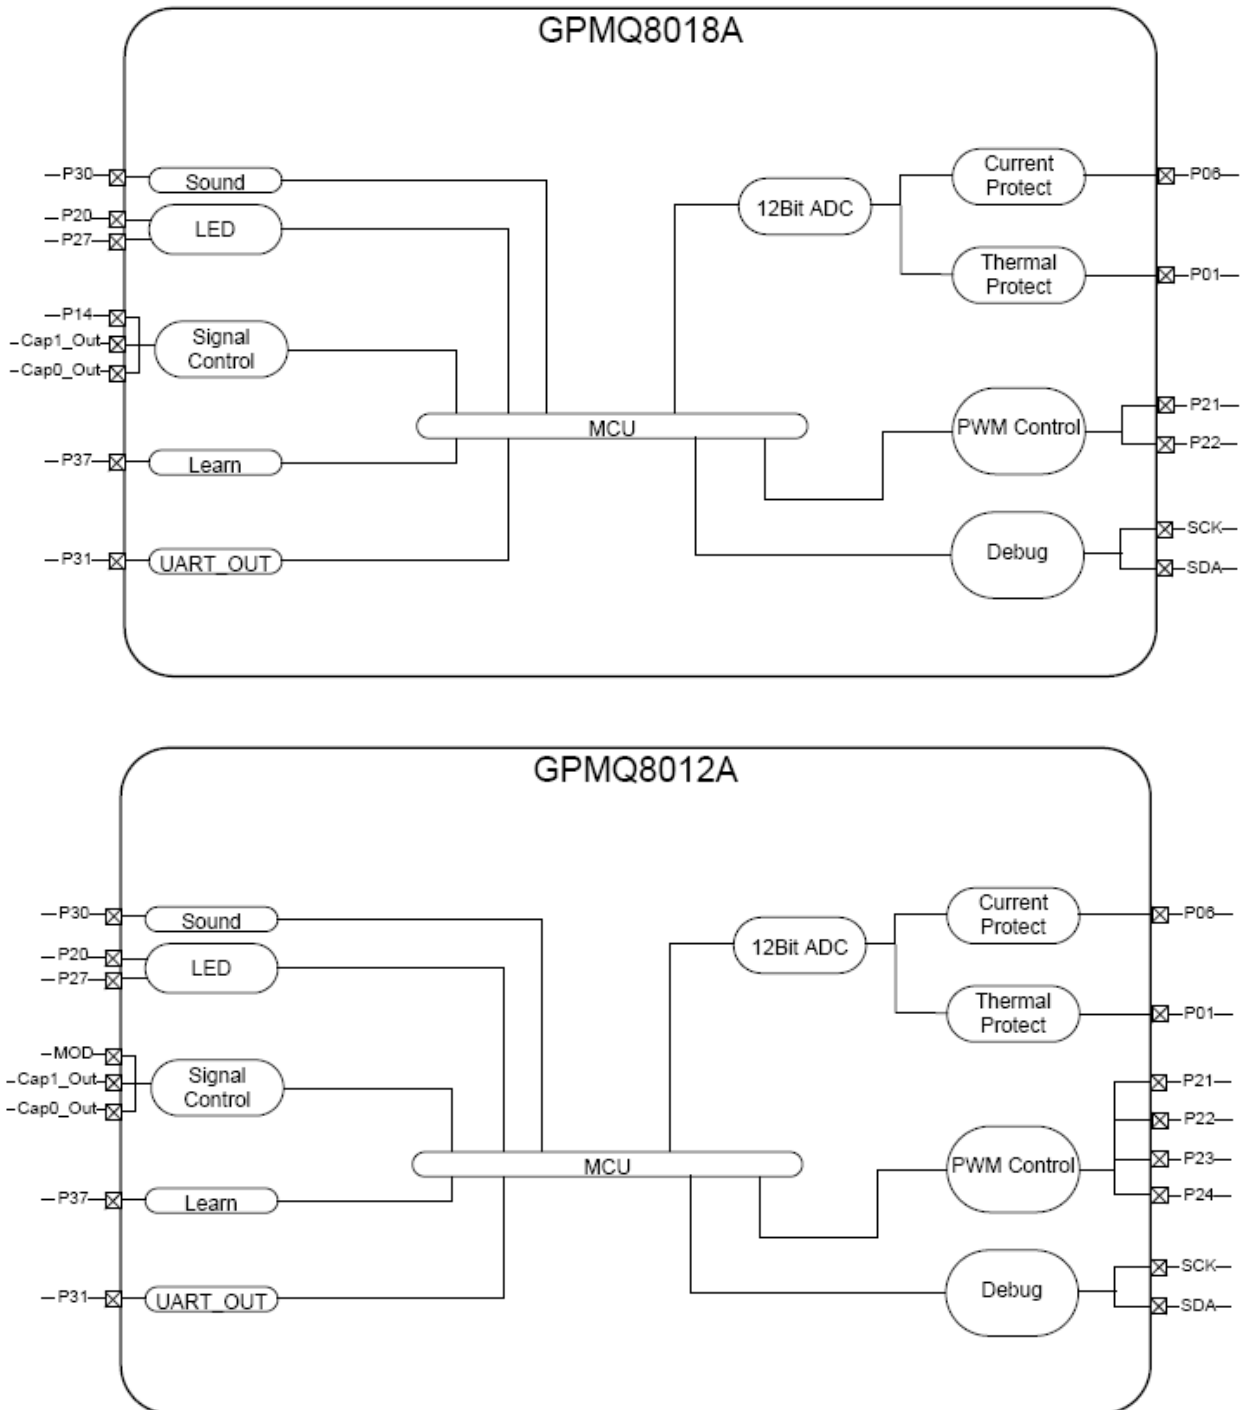 GPMQ8018A
P30
Sound
P20
P27
LED
P14
Cap1_Out
Cap0_Out
Signal
Control
P37
Learn
P31
UART_OUT
MCU
12Bit ADC
Current
Protect
P06
Thermal
Protect
P01
PWM Control
P21
P22
Debug
SCK
SDA
GPMQ8012A
P30
Sound
P20
P27
LED
MOD
Cap1_Out
Cap0_Out
Signal
Control
P37
Learn
P31
UART_OUT
MCU
12Bit ADC
Current
Protect
P06
Thermal
Protect
P01
PWM Control
P21
P22
P23
P24
Debug
SCK
SDA